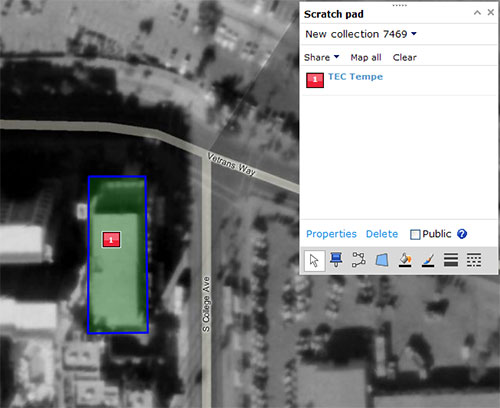 Scratch pad
New collection 7469
Share Map all Clear
1 TEC Tempe
Vetrans Way
1
S College Ave
Properties Delete Public ?